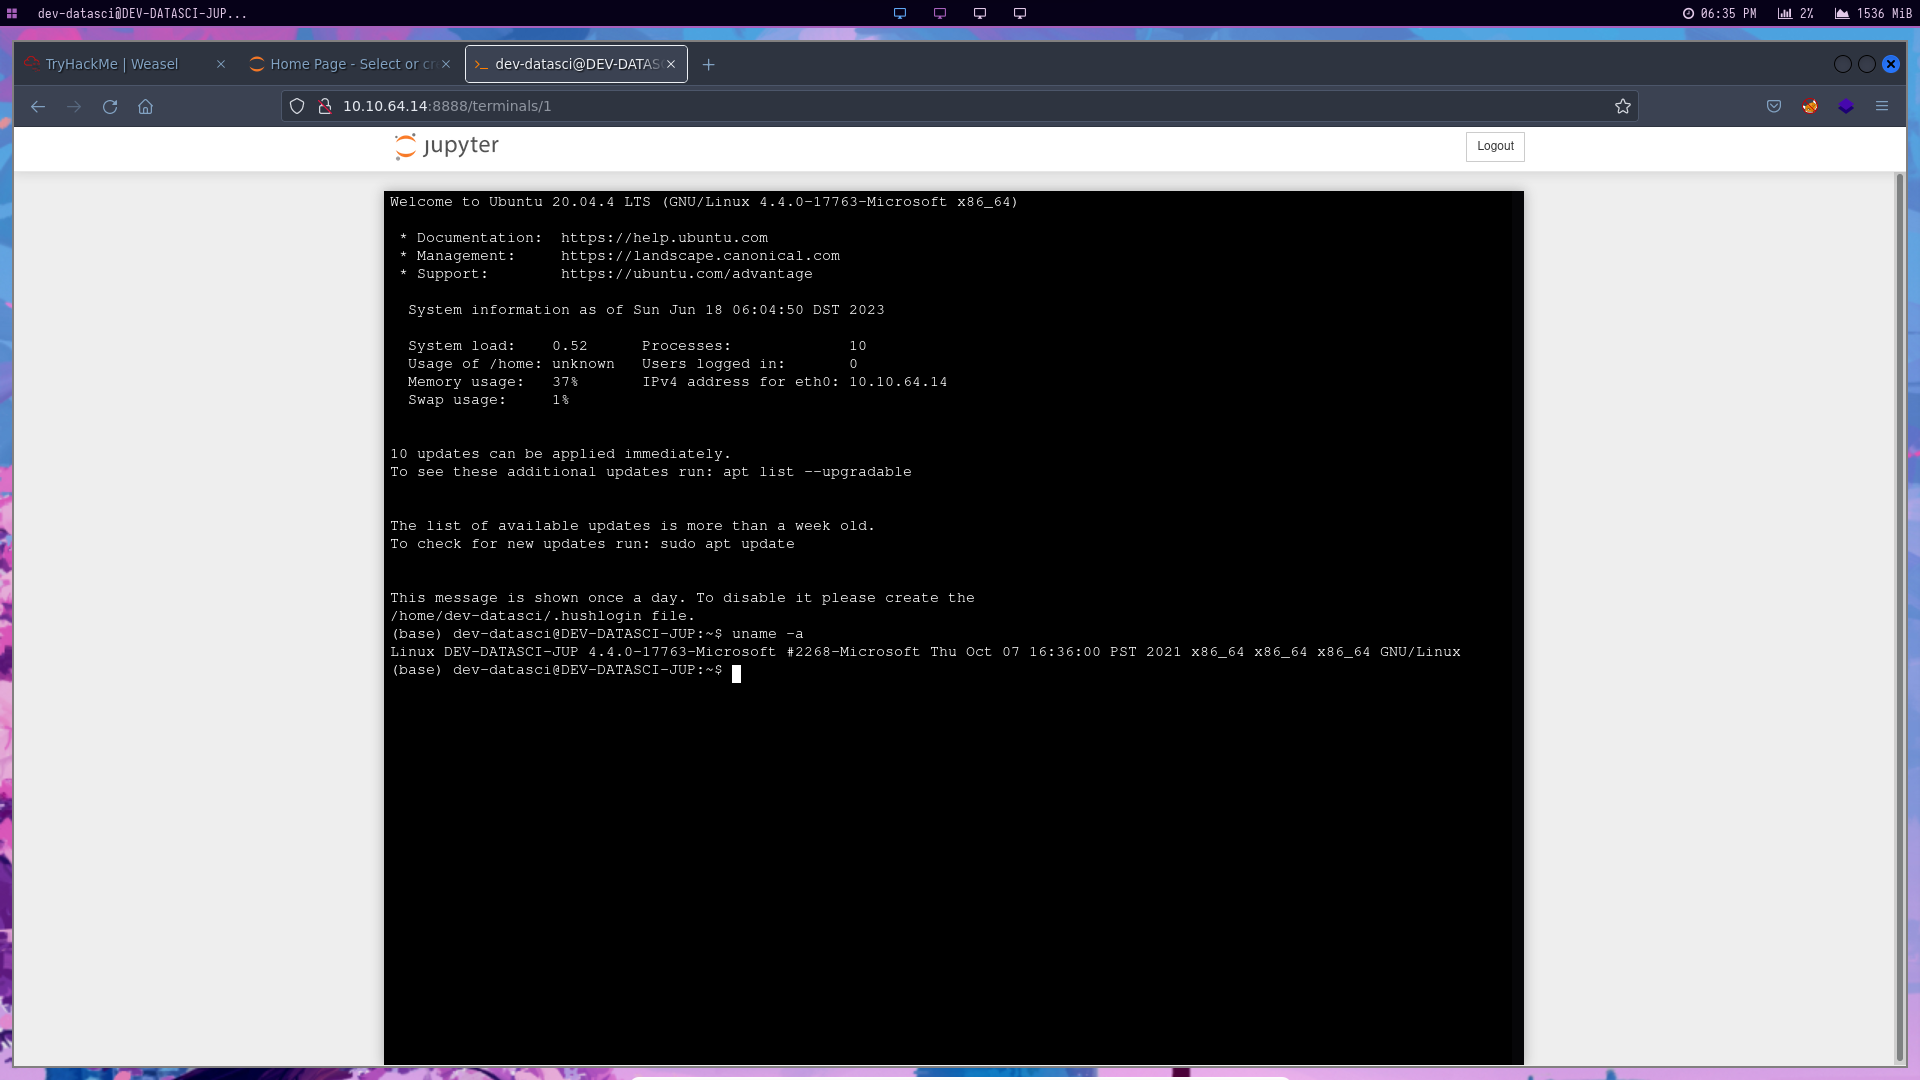 dev-datasci@DEV-DATASCI-JUP...
06:35 PM
2%
1536 MiB
TryHackMe | Weasel
Home Page - Select or cr
dev-datasci@DEV-DATAS
10.10.64.14:8888/terminals/1
jupyter
Logout
Welcome to Ubuntu 20.04.4 LTS (GNU/Linux 4.4.0-17763-Microsoft x86_64)
* Documentation:  https://help.ubuntu.com
* Management:     https://landscape.canonical.com
* Support:        https://ubuntu.com/advantage
System information as of Sun Jun 18 06:04:50 DST 2023
System load:    0.52      Processes:             10
Usage of /home: unknown   Users logged in:       0
Memory usage:   37%       IPv4 address for eth0: 10.10.64.14
Swap usage:     1%
10 updates can be applied immediately.
To see these additional updates run: apt list --upgradable
The list of available updates is more than a week old.
To check for new updates run: sudo apt update
This message is shown once a day. To disable it please create the
/home/dev-datasci/.hushlogin file.
(base) dev-datasci@DEV-DATASCI-JUP:~$ uname -a
Linux DEV-DATASCI-JUP 4.4.0-17763-Microsoft #2268-Microsoft Thu Oct 07 16:36:00 PST 2021 x86_64 x86_64 x86_64 GNU/Linux
(base) dev-datasci@DEV-DATASCI-JUP:~$